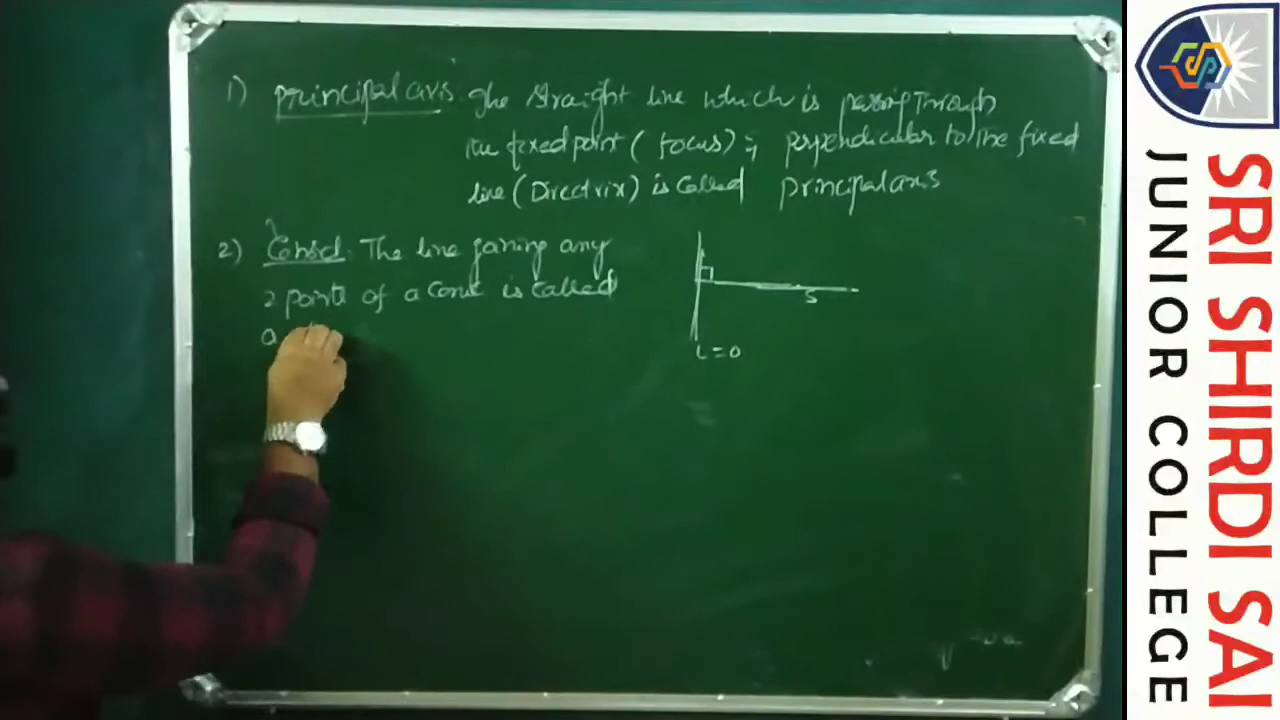 1) principal axis. The straight line which is passing through
the fixed point (focus) & perpendicular to the fixed
line (Directrix) is called principal axis
2) Chord. The line joining any
2 points of a conic is called
a
S
L=0
SRI SHIRDI SAI
JUNIOR COLLEGE